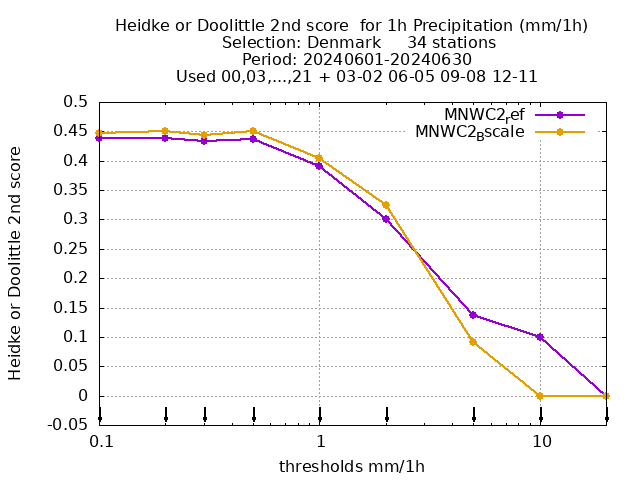 Heidke or Doolittle 2nd score  for 1h Precipitation (mm/1h)
Selection: Denmark     34 stations
Period: 20240601-20240630
Used 00,03,...,21 + 03-02 06-05 09-08 12-11
MNWC2ref
MNWC2Bscale
0.5
0.45
0.4
0.35
0.3
0.25
0.2
0.15
0.1
0.05
0
-0.05
Heidke or Doolittle 2nd score
0.1
1
10
thresholds mm/1h